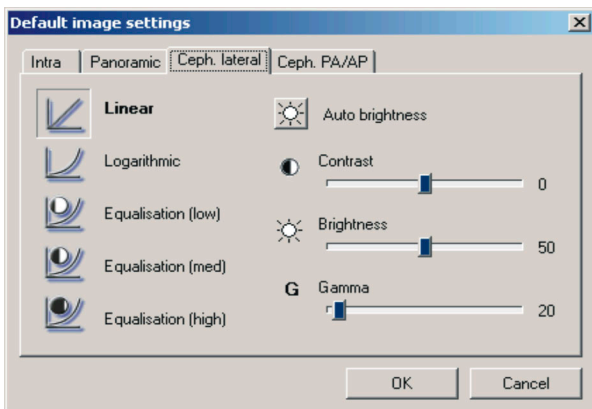 Default image settings
Intra
Panoramic
Ceph. lateral
Ceph. PA/AP
Linear
Logarithmic
Equalisation (low)
Equalisation (med)
Equalisation (high)
Auto brightness
Contrast
0
Brightness
50
G
Gamma
20
OK
Cancel